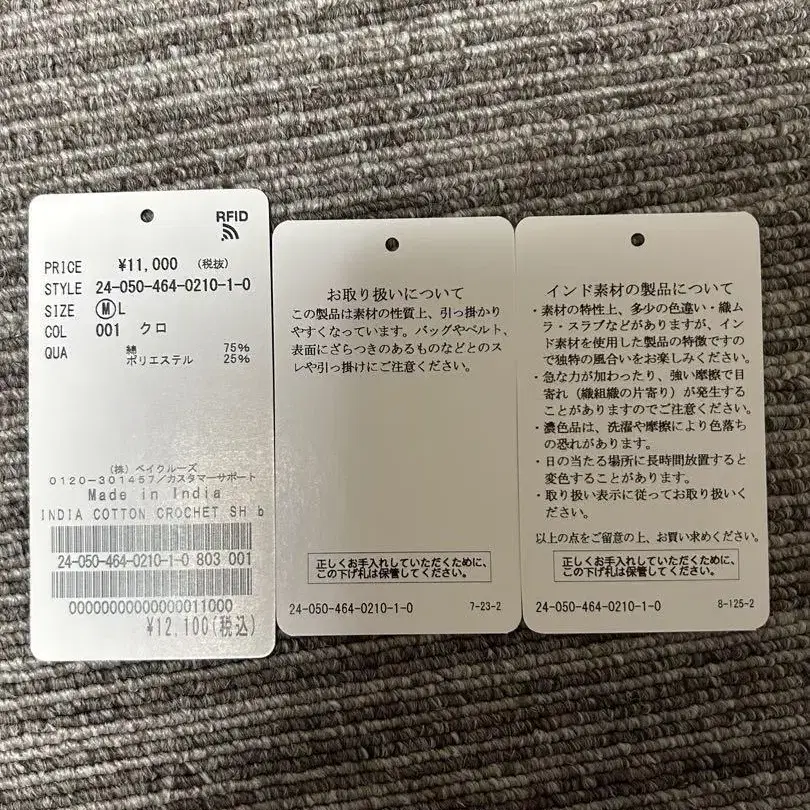 RFID
PRICE ¥11,000 (税抜)
STYLE 24-050-464-0210-1-0
SIZE Ⓜ L
COL 001 クロ
QUA 綿 75%
ポリエステル 25%
(株) ベイクルーズ
0120-301457/カスタマーサポート
Made in India
INDIA COTTON CROCHET SH b
24-050-464-0210-1-0 803 001
00000000000000011000
¥12,100(税込)
お取り扱いについて
この製品は素材の性質上、引っ掛かり
やすくなっています。バッグやベルト、
表面にざらつきのあるものなどとのス
レや引っ掛けにご注意ください。
正しくお手入れしていただくために、
この下げ札は保管してください。
24-050-464-0210-1-0 7-23-2
インド素材の製品について
・素材の特性上、多少の色違い・織ム
ラ・スラブなどがありますが、イン
ド素材を使用した製品の特徴ですの
で独特の風合いをお楽しみください。
・急な力が加わったり、強い摩擦で目
寄れ（織組織の片寄り）が発生する
ことがありますのでご注意ください。
・濃色品は、洗濯や摩擦により色落ち
の恐れがあります。
・日の当たる場所に長時間放置すると
変色することがあります。
・取り扱い表示に従ってお取り扱いく
ださい。
以上の点をご留意の上、お買い求めください。
正しくお手入れしていただくために、
この下げ札は保管してください。
24-050-464-0210-1-0 8-125-2